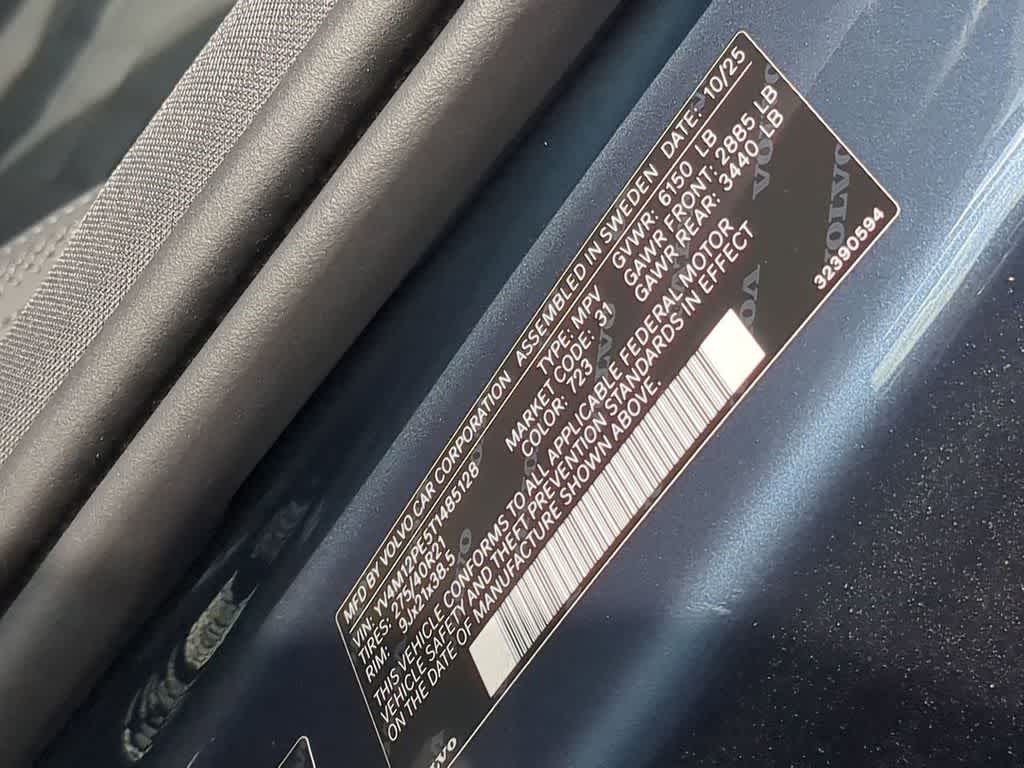 MFD BY VOLVO CAR CORPORATION ASSEMBLED IN SWEDEN DATE: 10/25
VIN: YV4M12PE5T1485128 TYPE: MPV GVWR: 6150 LB
TIRES: 275/40R21 MARKET CODE: 31 GAWR FRONT: 2885 LB
RIM: 9Jx21x38.5 COLOR: 723 GAWR REAR: 3440 LB
THIS VEHICLE CONFORMS TO ALL APPLICABLE FEDERAL MOTOR
VEHICLE SAFETY AND THEFT PREVENTION STANDARDS IN EFFECT
ON THE DATE OF MANUFACTURE SHOWN ABOVE.
32390594
VOLVO